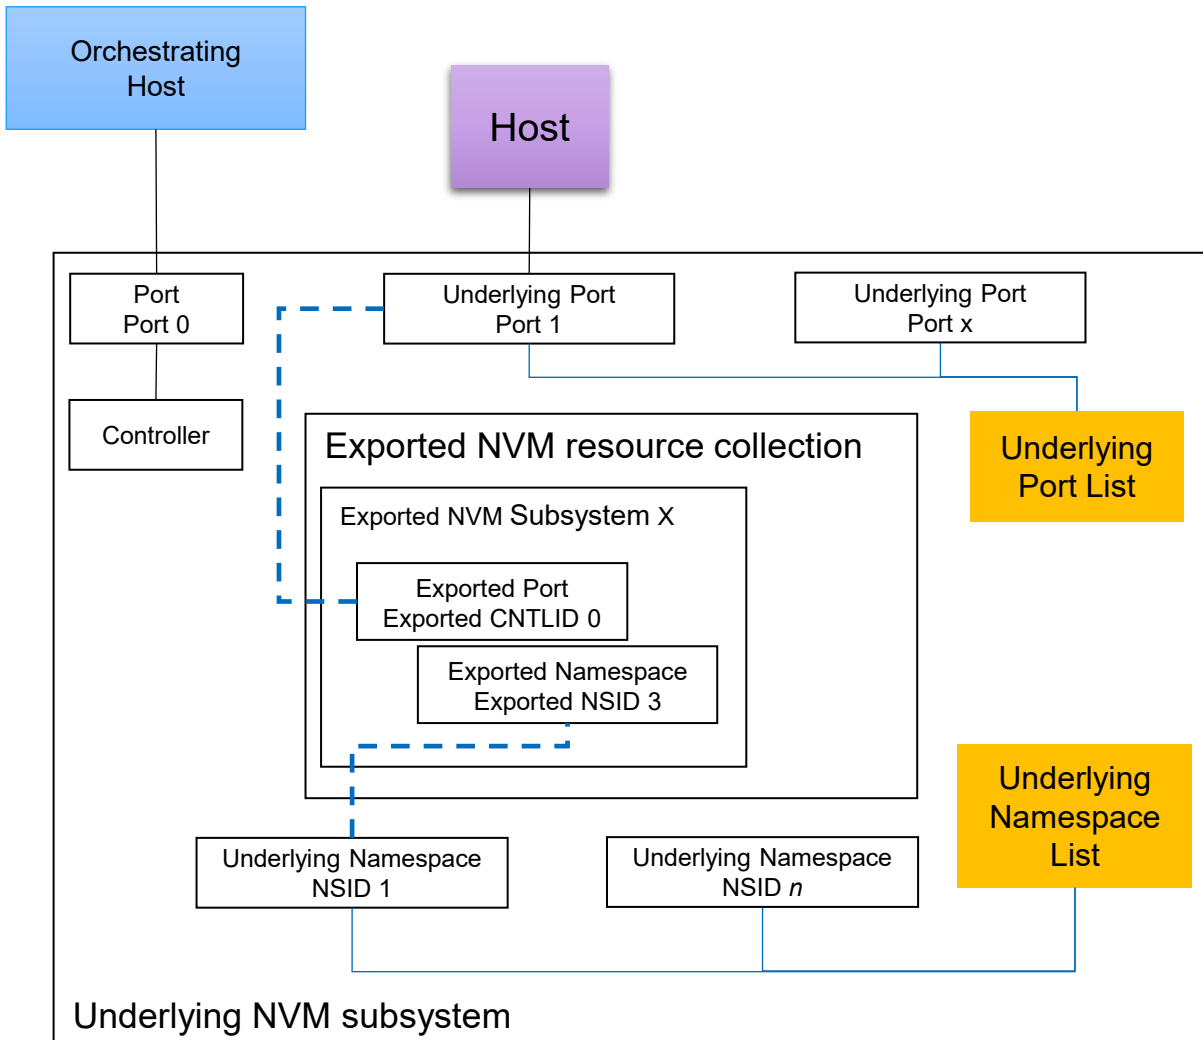 Orchestrating
Host
Host
Port
Port 0
Underlying Port
Port 1
Underlying Port
Port x
Controller
Exported NVM resource collection
Underlying
Port List
Exported NVM Subsystem X
Exported Port
Exported CNTLID 0
Exported Namespace
Exported NSID 3
Underlying
Namespace
List
Underlying Namespace
NSID 1
Underlying Namespace
NSID n
Underlying NVM subsystem